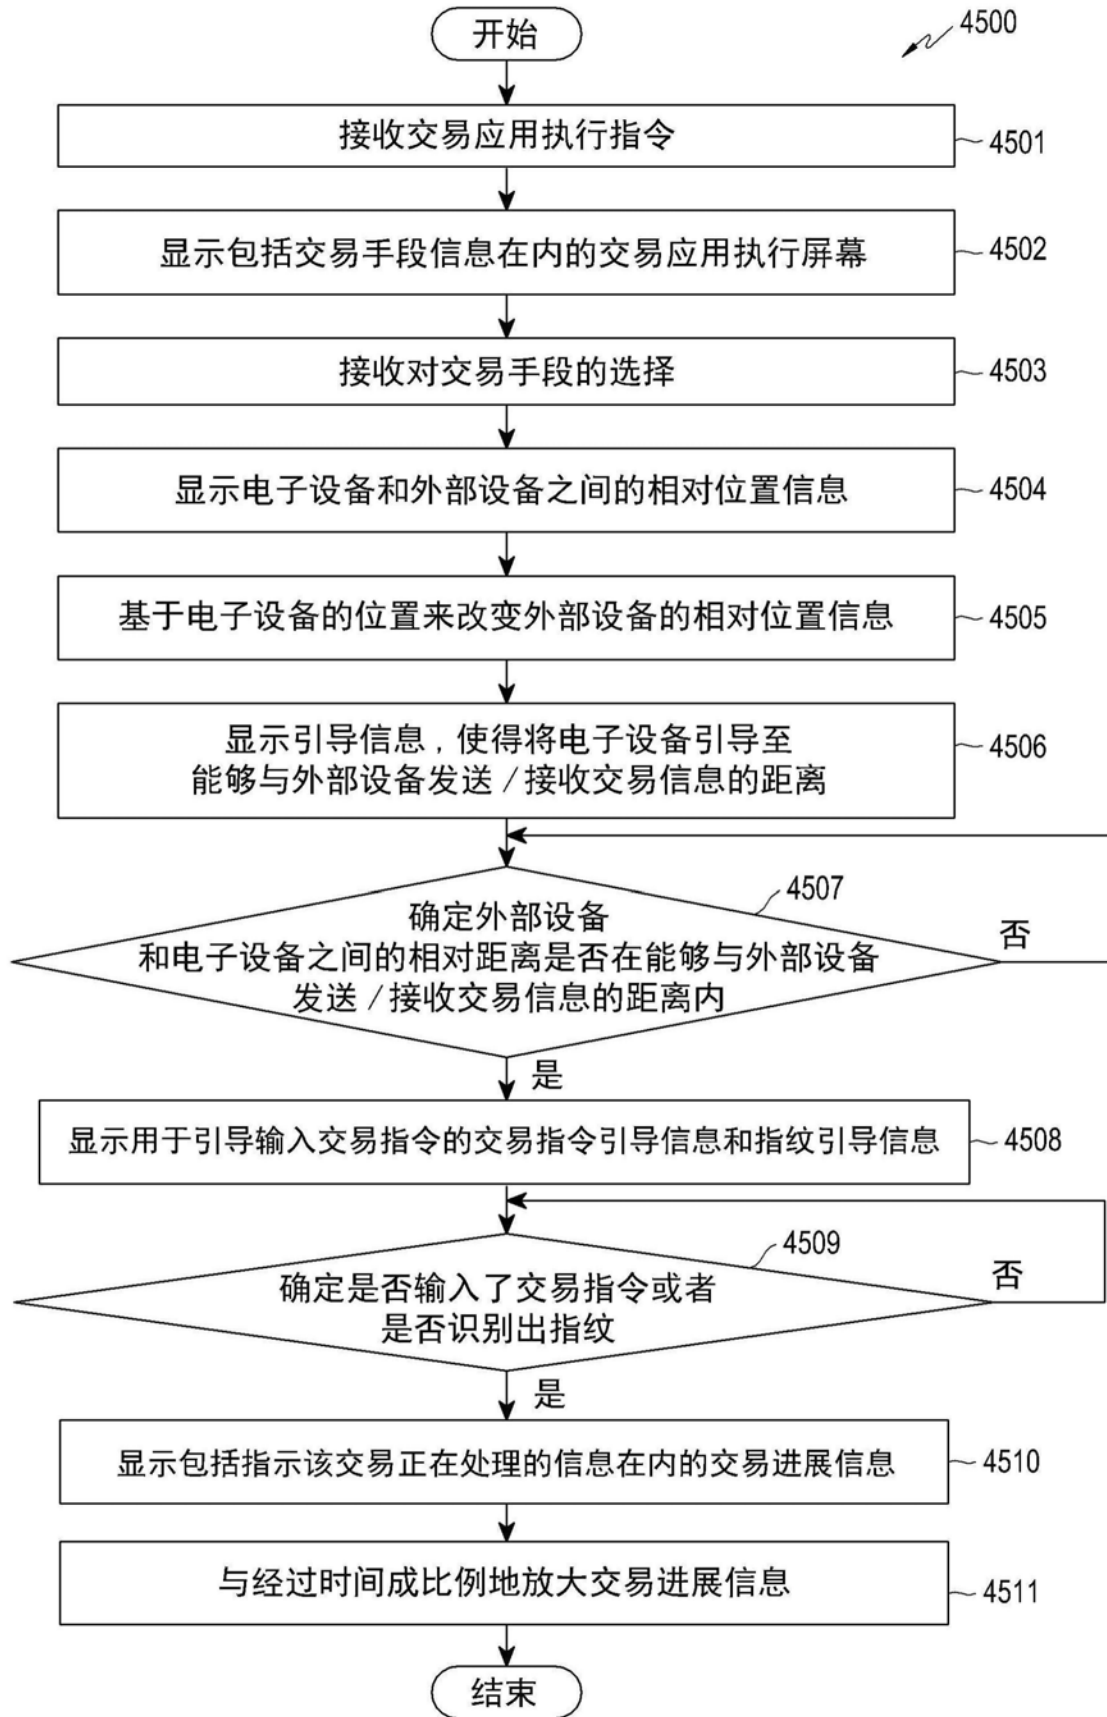 开始
4500
接收交易应用执行指令
4501
显示包括交易手段信息在内的交易应用执行屏幕
4502
接收对交易手段的选择
4503
显示电子设备和外部设备之间的相对位置信息
4504
基于电子设备的位置来改变外部设备的相对位置信息
4505
显示引导信息，使得将电子设备引导至
能够与外部设备发送/接收交易信息的距离
4506
4507
确定外部设备
和电子设备之间的相对距离是否在能够与外部设备
发送/接收交易信息的距离内
否
是
显示用于引导输入交易指令的交易指令引导信息和指纹引导信息
4508
4509
确定是否输入了交易指令或者
是否识别出指纹
否
是
显示包括指示该交易正在处理的信息在内的交易进展信息
4510
与经过时间成比例地放大交易进展信息
4511
结束